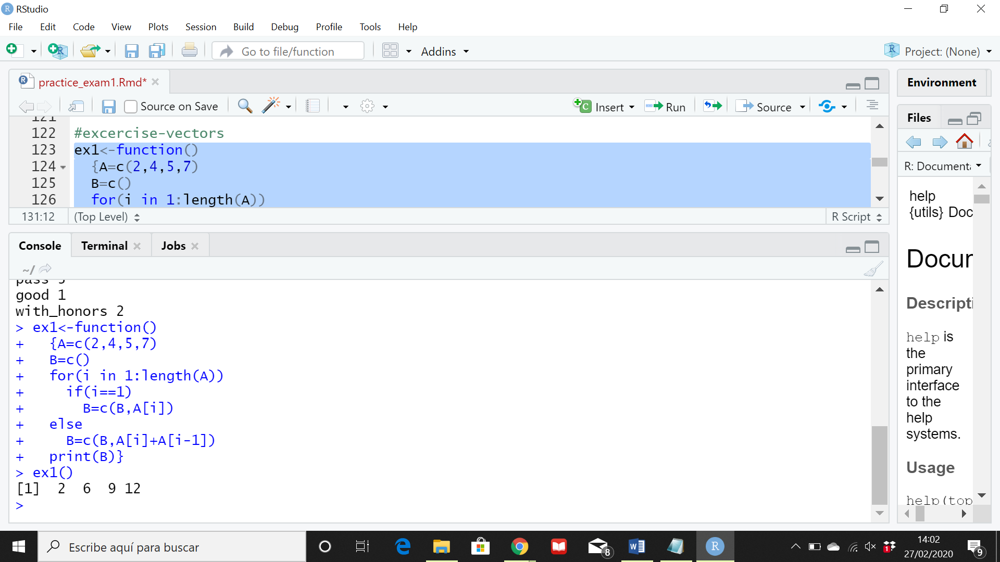 RStudio
File Edit Code View Plots Session Build Debug Profile Tools Help
Go to file/function
Addins
Project: (None)
practice_exam1.Rmd*
Source on Save
Insert
Run
Source
121
122 #excercise-vectors
123 ex1<-function()
124 {A=c(2,4,5,7)
125 B=c()
126 for(i in 1:length(A))
131:12 (Top Level)
R Script
Console Terminal Jobs
~/
good 1
with_honors 2
> ex1<-function()
+ {A=c(2,4,5,7)
+ B=c()
+ for(i in 1:length(A))
+ if(i==1)
+ B=c(B,A[i])
+ else
+ B=c(B,A[i]+A[i-1])
+ print(B)}
> ex1()
[1] 2 6 9 12
>
Environment
Files
R: Document
help
{utils} Doc
Docum
Descripti
help is
the
primary
interface
to the
help
systems.
Usage
help(top
Escribe aquí para buscar
8
W
R
1
14:02
27/02/2020
9